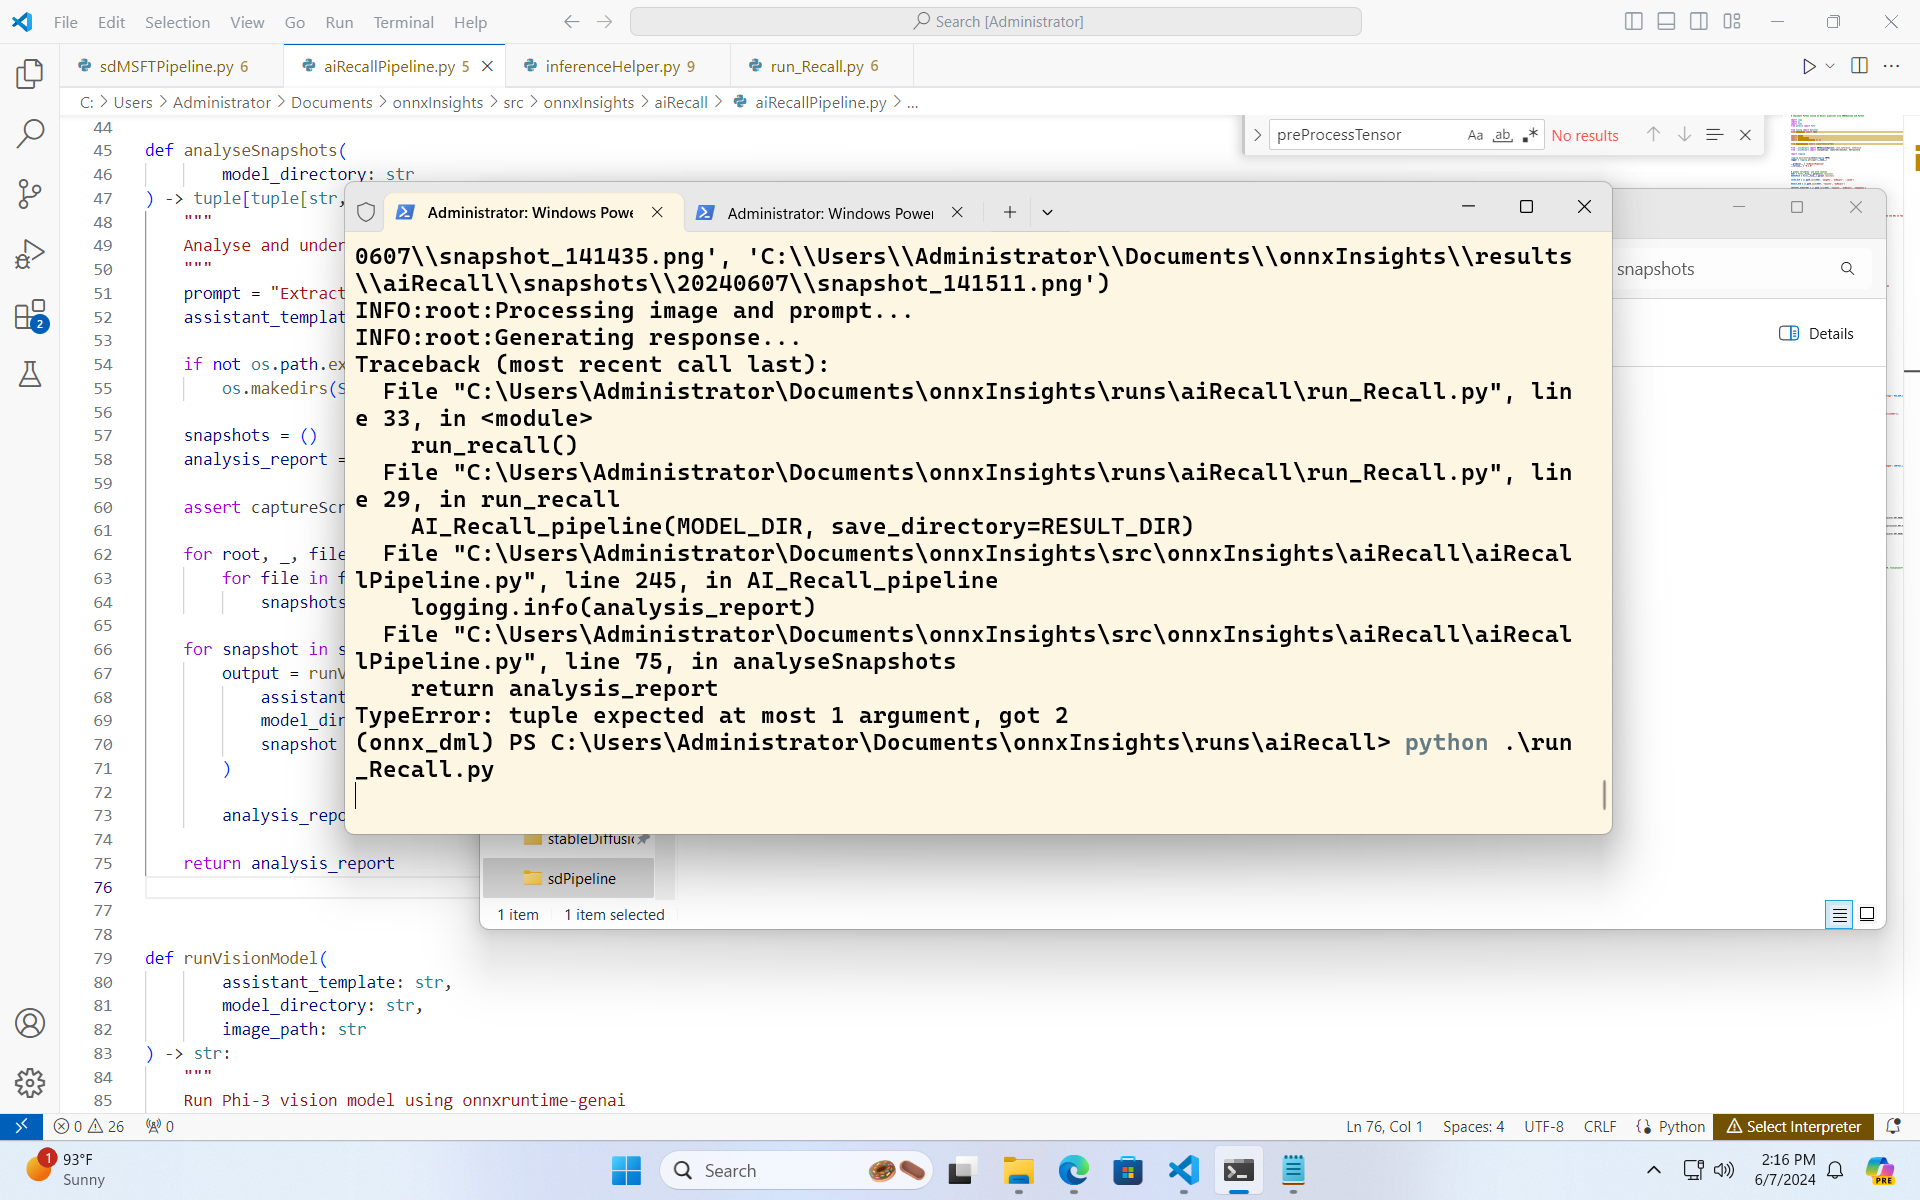 File Edit Selection View Go Run Terminal Help
Search [Administrator]
sdMSFTPipeline.py 6
aiRecallPipeline.py 5
inferenceHelper.py 9
run_Recall.py 6
C: > Users > Administrator > Documents > onnxInsights > src > onnxInsights > aiRecall > aiRecallPipeline.py > ...
preProcessTensor
Aa ab .*
No results
44
45 def analyseSnapshots(
46 model_directory: str
47 ) -> tuple[tuple[str,
48 """
49 Analyse and under
50 """
51 prompt = "Extract
52 assistant_templat
53
54 if not os.path.ex
55 os.makedirs(S
56
57 snapshots = ()
58 analysis_report =
59
60 assert captureScr
61
62 for root, _, file
63 for file in f
64 snapshots
65
66 for snapshot in s
67 output = runV
68 assistant
69 model_dir
70 snapshot
71 )
72
73 analysis_repo
74
75 return analysis_report
76
77
78
79 def runVisionModel(
80 assistant_template: str,
81 model_directory: str,
82 image_path: str
83 ) -> str:
84 """
85 Run Phi-3 vision model using onnxruntime-genai
Administrator: Windows Powe
Administrator: Windows Power
0607\\snapshot_141435.png', 'C:\\Users\\Administrator\\Documents\\onnxInsights\\results
\\aiRecall\\snapshots\\20240607\\snapshot_141511.png')
INFO:root:Processing image and prompt...
INFO:root:Generating response...
Traceback (most recent call last):
File "C:\Users\Administrator\Documents\onnxInsights\runs\aiRecall\run_Recall.py", lin
e 33, in <module>
run_recall()
File "C:\Users\Administrator\Documents\onnxInsights\runs\aiRecall\run_Recall.py", lin
e 29, in run_recall
AI_Recall_pipeline(MODEL_DIR, save_directory=RESULT_DIR)
File "C:\Users\Administrator\Documents\onnxInsights\src\onnxInsights\aiRecall\aiRecal
lPipeline.py", line 245, in AI_Recall_pipeline
logging.info(analysis_report)
File "C:\Users\Administrator\Documents\onnxInsights\src\onnxInsights\aiRecall\aiRecal
lPipeline.py", line 75, in analyseSnapshots
return analysis_report
TypeError: tuple expected at most 1 argument, got 2
(onnx_dml) PS C:\Users\Administrator\Documents\onnxInsights\runs\aiRecall> python .\run
_Recall.py
snapshots
Details
stableDiffusi
sdPipeline
1 item 1 item selected
2
0 26 0
Ln 76, Col 1 Spaces: 4 UTF-8 CRLF Python Select Interpreter
1
93°F
Sunny
Search
PRE
2:16 PM
6/7/2024